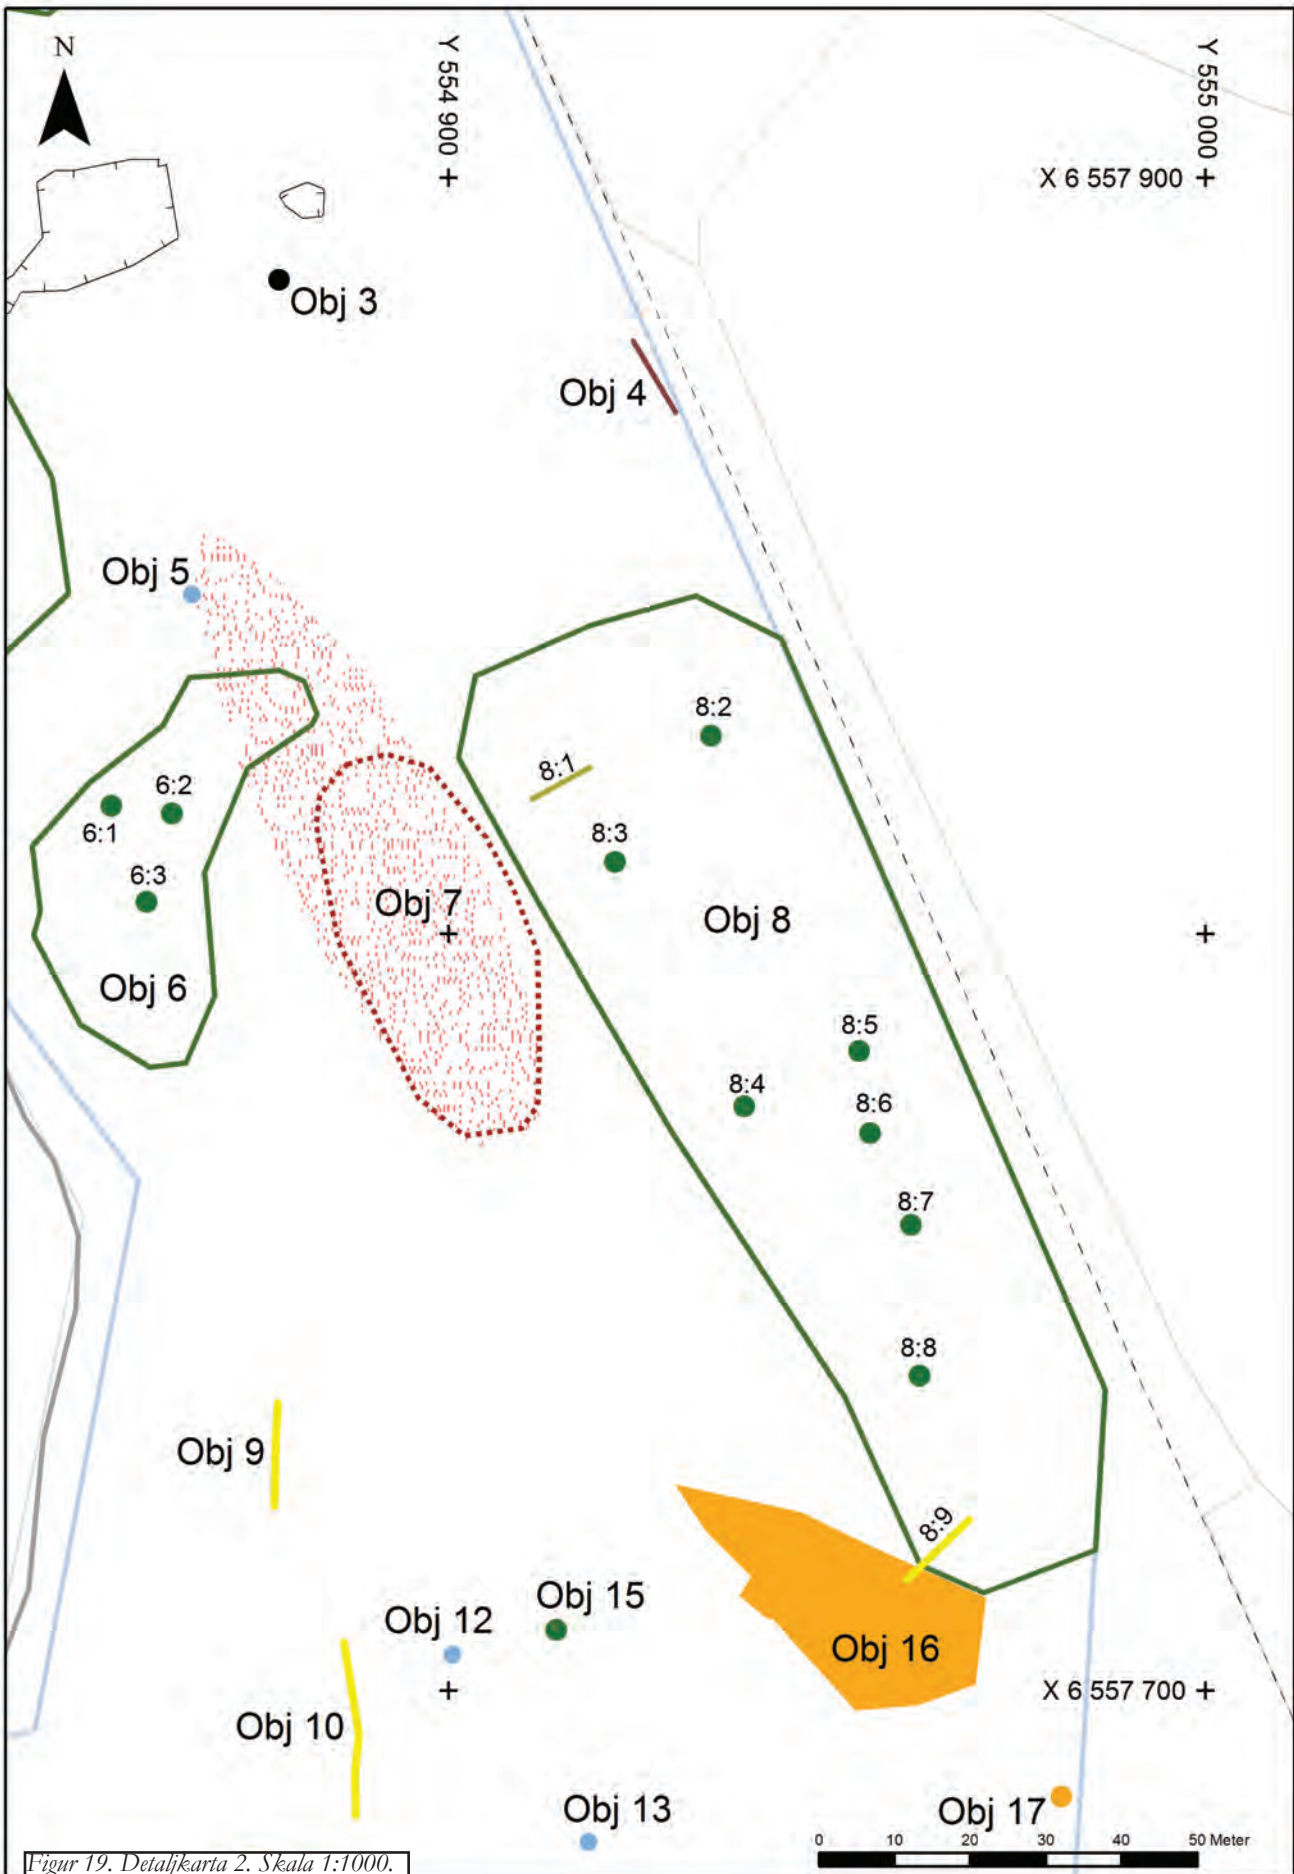 N
Y 554 900
Y 555 000
X 6 557 900
Obj 3
Obj 4
Obj 5
8:2
8:1
6:2
6:1
8:3
6:3
Obj 7
Obj 8
Obj 6
8:5
8:4
8:6
8:7
8:8
Obj 9
8:9
Obj 15
Obj 12
Obj 16
X 6 557 700
Obj 10
Obj 13
Obj 17
0 10 20 30 40 50 Meter
Figur 19. Detaljkarta 2. Skala 1:1000.